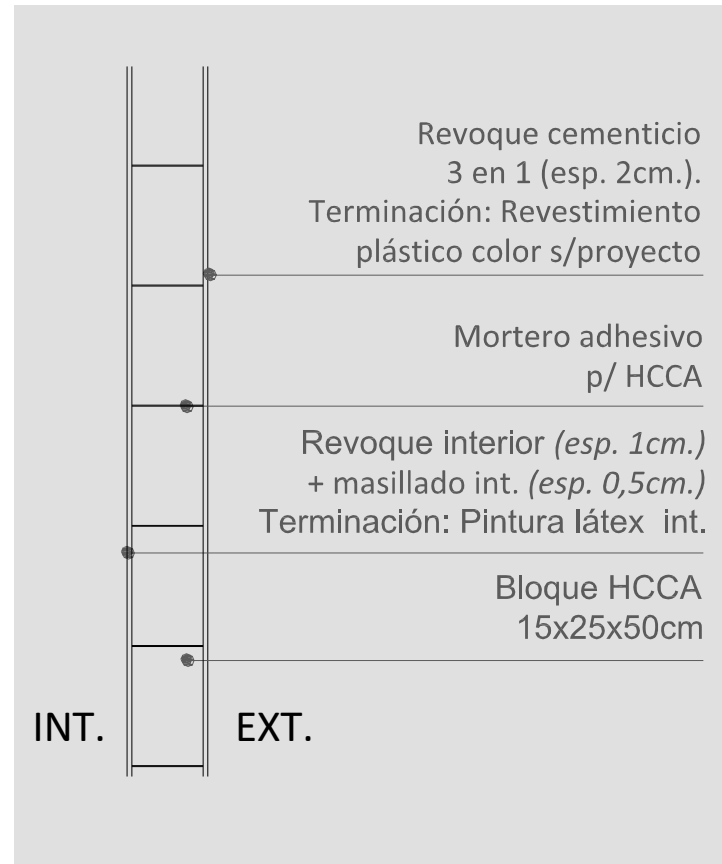 Revoque cementicio
3 en 1 (esp. 2cm.).
Terminación: Revestimiento
plástico color s/proyecto
Mortero adhesivo
p/ HCCA
Revoque interior (esp. 1cm.)
+ masillado int. (esp. 0,5cm.)
Terminación: Pintura látex int.
Bloque HCCA
15x25x50cm
INT. EXT.